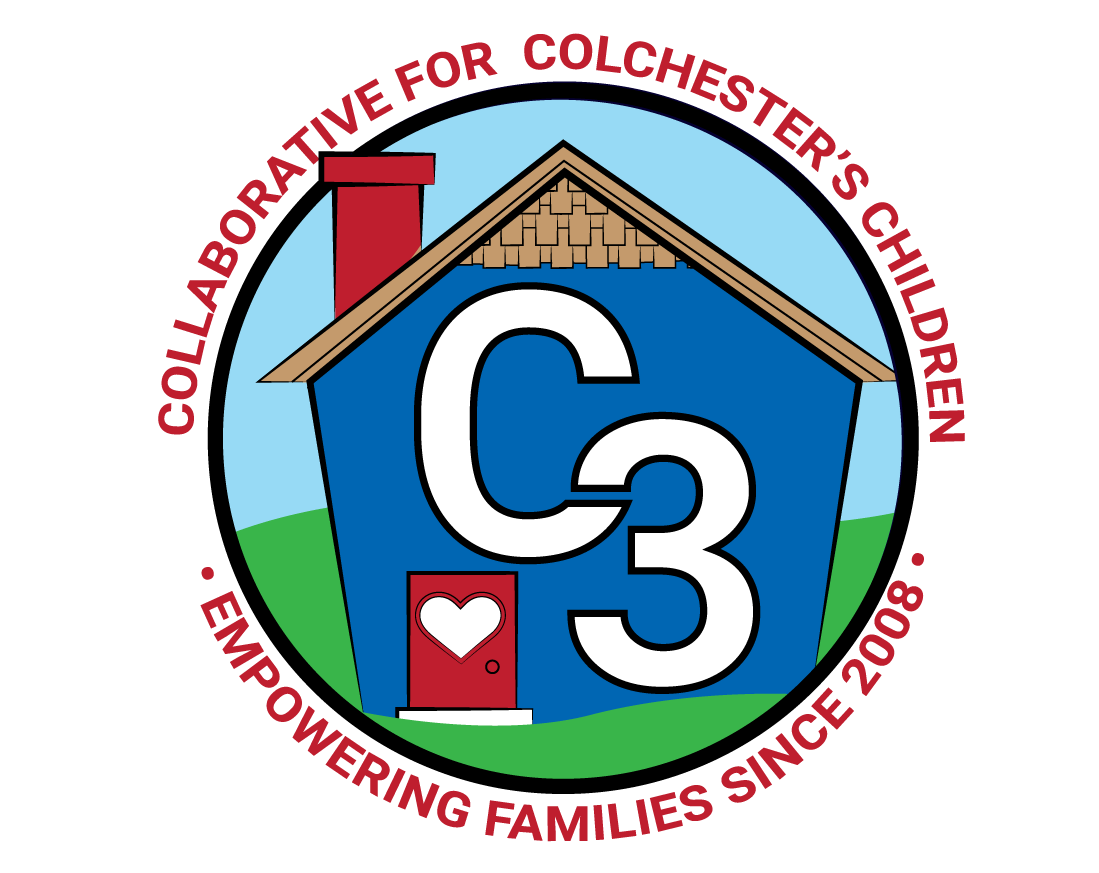 COLLABORATIVE FOR COLCHESTER'S CHILDREN
C3
• EMPOWERING FAMILIES SINCE 2008 •